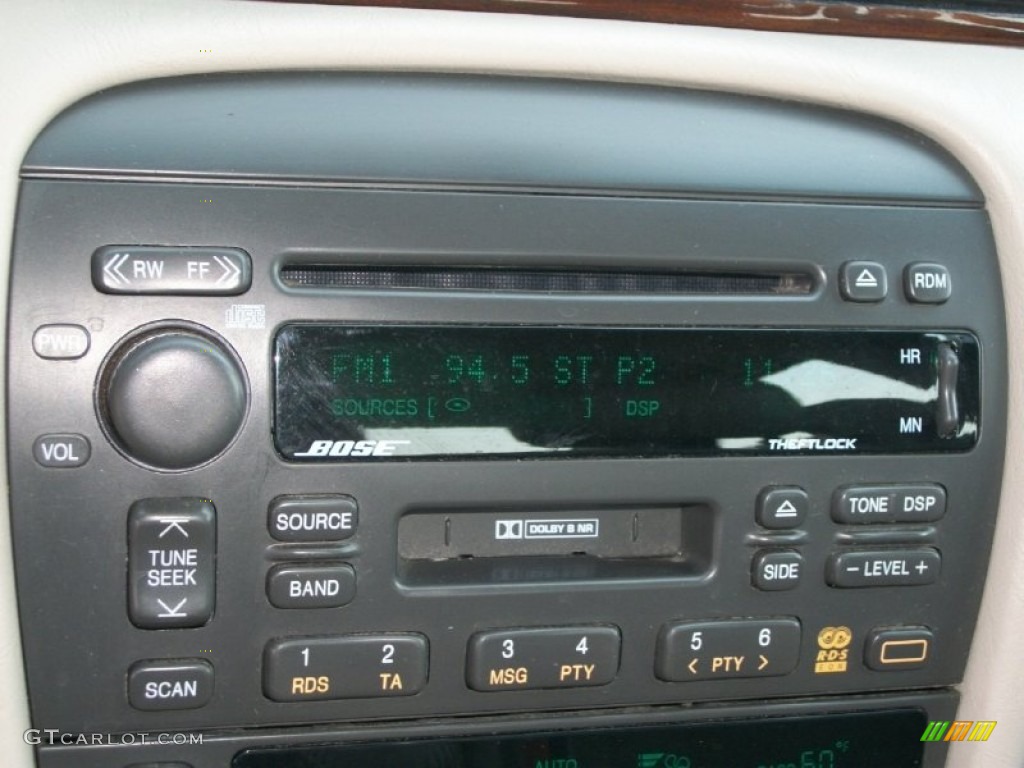 RW FF
RDM
PWR
FM1 94.5 ST P2 11
HR
SOURCES [ ] DSP
MN
BOSE THEFTLOCK
VOL
SOURCE
DOLBY B NR
TONE DSP
TUNE
SEEK
BAND
SIDE
- LEVEL +
1 2
RDS TA
3 4
MSG PTY
5 6
< PTY >
R·D·S
SCAN
GTCARLOT.COM
AUTO
60°F